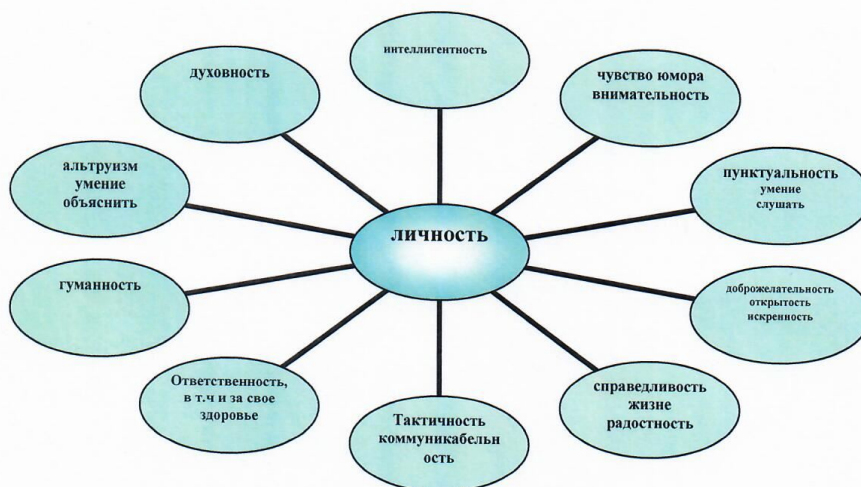 интеллигентность
духовность
чувство юмора
внимательность
альтруизм
умение
объяснить
пунктуальность
умение
слушать
личность
гуманность
доброжелательность
открытость
искренность
Ответственность,
в т.ч и за свое
здоровье
Тактичность
коммуникабельн
ость
справедливость
жизне
радостность